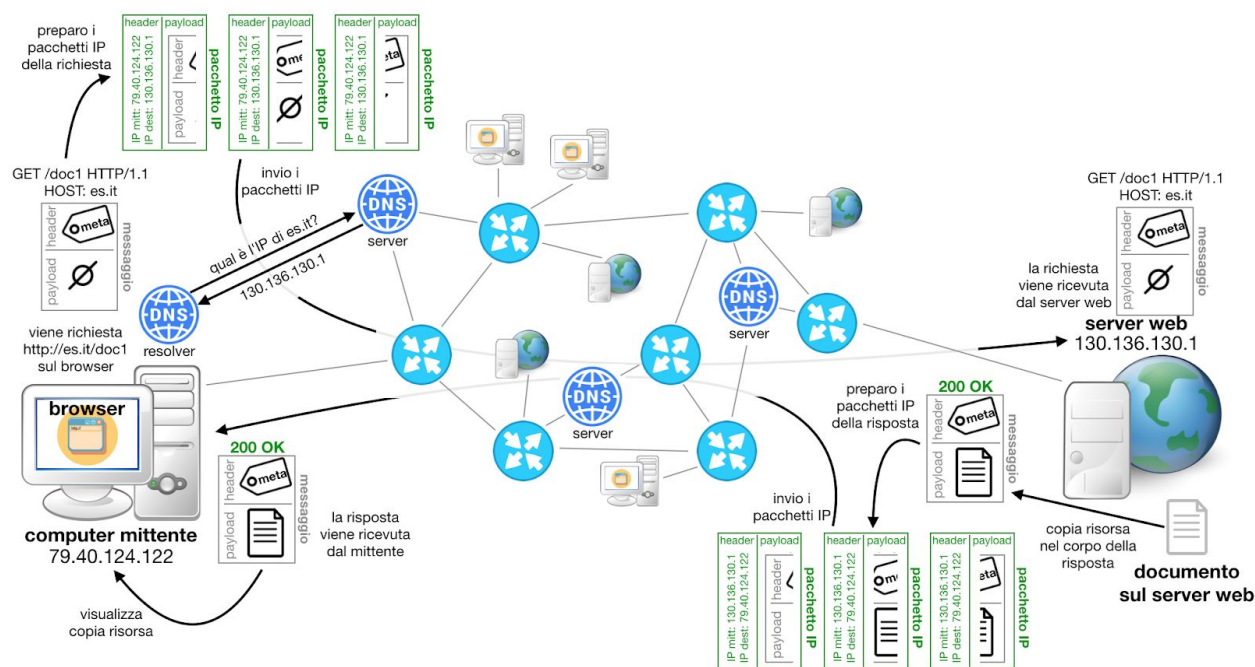 preparo i
pacchetti IP
della richiesta
header payload
IP mitt: 79.40.124.122
IP dest: 130.136.130.1
payload header
pacchetto IP
header payload
IP mitt: 79.40.124.122
IP dest: 130.136.130.1
pacchetto IP
header payload
IP mitt: 79.40.124.122
IP dest: 130.136.130.1
pacchetto IP
GET /doc1 HTTP/1.1
HOST: es.it
header
meta
payload
messaggio
invio i
pacchetti IP
DNS
server
qual è l'IP di es.it?
130.136.130.1
DNS
resolver
viene richiesta
http://es.it/doc1
sul browser
browser
computer mittente
79.40.124.122
200 OK
header
meta
payload
messaggio
la risposta
viene ricevuta
dal mittente
visualizza
copia risorsa
DNS
server
DNS
server
GET /doc1 HTTP/1.1
HOST: es.it
header
meta
payload
messaggio
la richiesta
viene ricevuta
dal server web
server web
130.136.130.1
preparo i
pacchetti IP
della risposta
200 OK
header
meta
payload
messaggio
copia risorsa
nel corpo della
risposta
documento
sul server web
invio i
pacchetti IP
header payload
IP mitt: 130.136.130.1
IP dest: 79.40.124.122
payload header
pacchetto IP
header payload
IP mitt: 130.136.130.1
IP dest: 79.40.124.122
pacchetto IP
header payload
IP mitt: 130.136.130.1
IP dest: 79.40.124.122
pacchetto IP